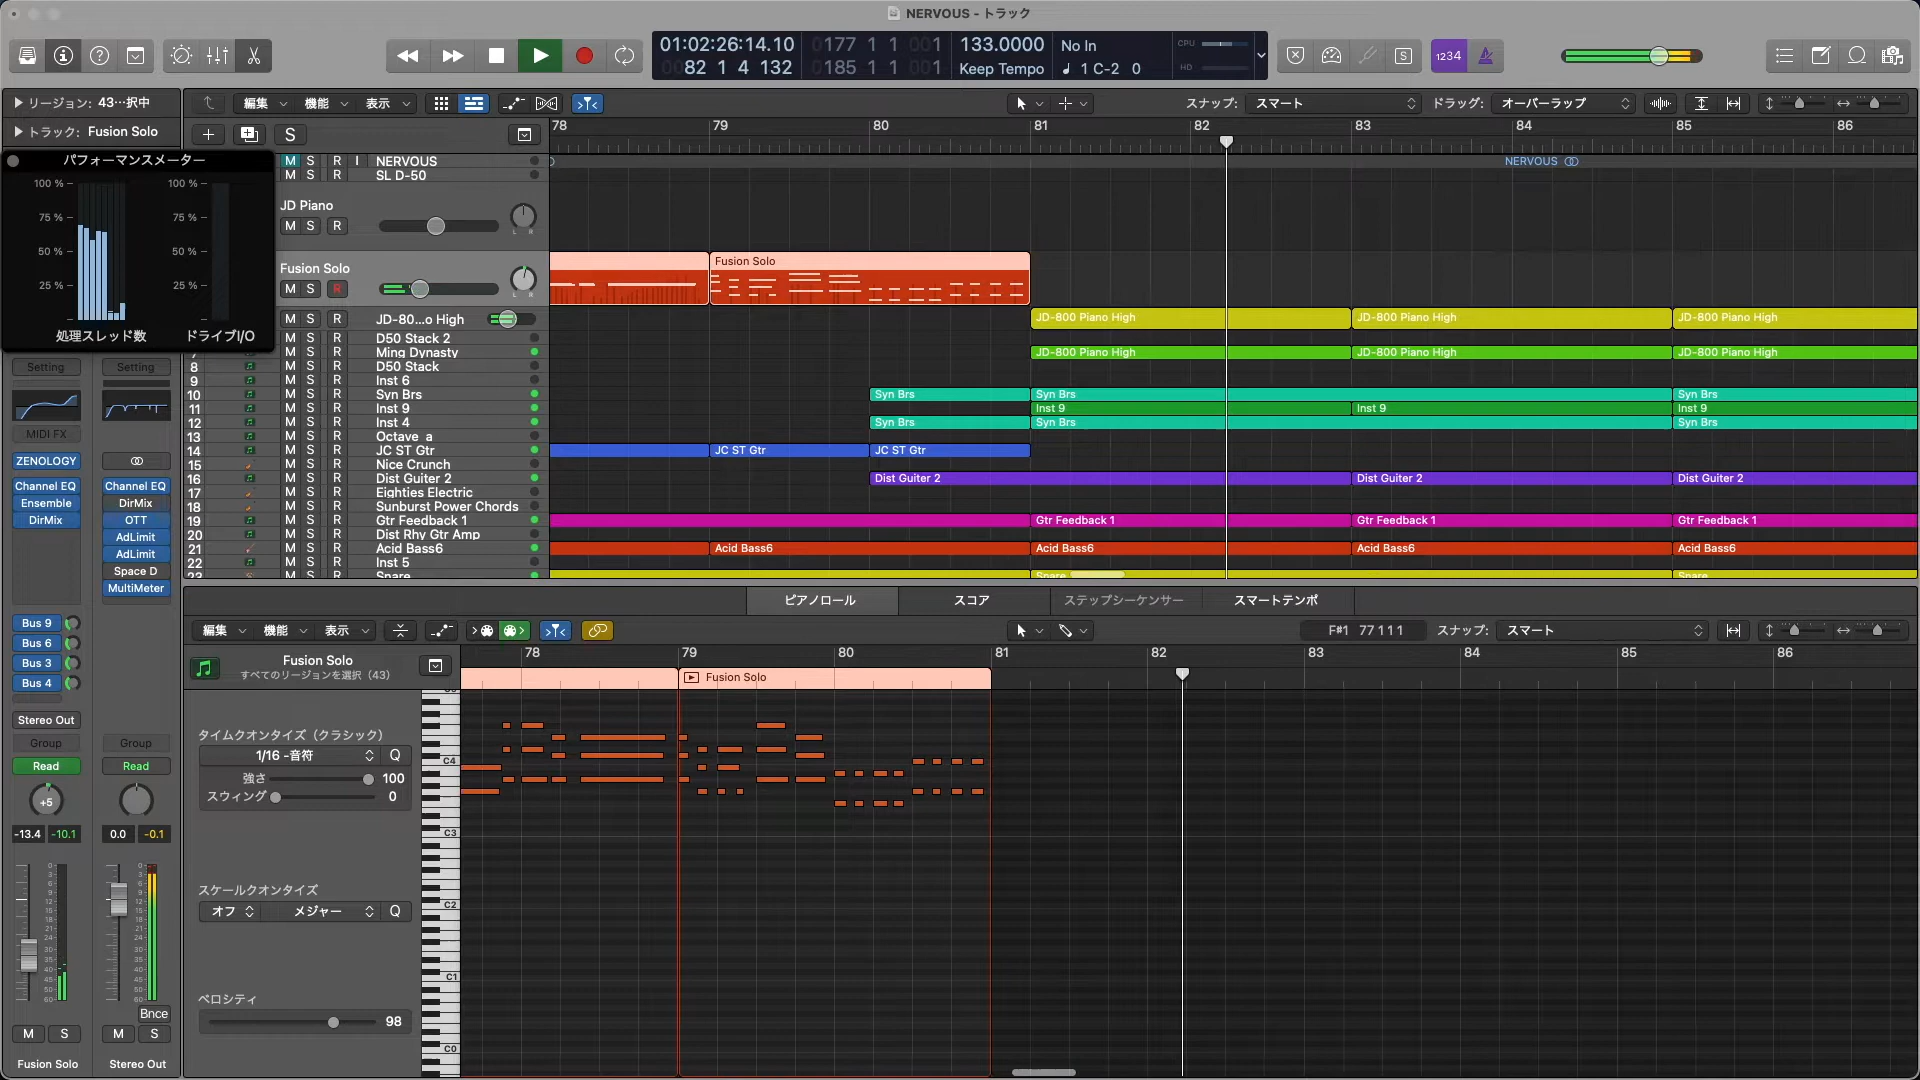 NERVOUS - トラック
01:02:26:14.10
82 1 4 132
0177 1 1 001
0185 1 1 001
133.0000
Keep Tempo
No In
1 C-2 0
CPU
HD
1234
リージョン: 43…択中
編集
機能
表示
スナップ: スマート
ドラッグ: オーバーラップ
トラック: Fusion Solo
S
78 79 80 81 82 83 84 85 86
パフォーマンスメーター
100 %
75 %
50 %
25 %
処理スレッド数
100 %
75 %
50 %
25 %
ドライブI/O
M S R I NERVOUS
NERVOUS
M S R SL D-50
JD Piano
M S R
Fusion Solo
M S R
Fusion Solo
M S R JD-80...o High
JD-800 Piano High JD-800 Piano High JD-800 Piano High
M S R D50 Stack 2
M S R Ming Dynasty
JD-800 Piano High JD-800 Piano High JD-800 Piano High
8 M S R D50 Stack
9 M S R Inst 6
10 M S R Syn Brs
Syn Brs Syn Brs Syn Brs
11 M S R Inst 9
Inst 9 Inst 9 Inst 9
12 M S R Inst 4
Syn Brs Syn Brs Syn Brs
13 M S R Octave a
14 M S R JC ST Gtr
JC ST Gtr JC ST Gtr
15 M S R Nice Crunch
16 M S R Dist Guiter 2
Dist Guiter 2 Dist Guiter 2 Dist Guiter 2
17 M S R Eighties Electric
18 M S R Sunburst Power Chords
19 M S R Gtr Feedback 1
Gtr Feedback 1 Gtr Feedback 1 Gtr Feedback 1
20 M S R Dist Rhy Gtr Amp
21 M S R Acid Bass6
Acid Bass6 Acid Bass6 Acid Bass6 Acid Bass6
22 M S R Inst 5
23 M S R Snare
Snare Snare
Setting
MIDI FX
ZENOLOGY
Channel EQ
Ensemble
DirMix
Bus 9
Bus 6
Bus 3
Bus 4
Stereo Out
Group
Read
+5
-13.4 -10.1
M S
Fusion Solo
Setting
Channel EQ
DirMix
OTT
AdLimit
AdLimit
Space D
MultiMeter
Group
Read
0.0 -0.1
Bnce
M S
Stereo Out
ピアノロール
スコア
ステップシーケンサー
スマートテンポ
編集
機能
表示
F#1 77 1 1 1
スナップ: スマート
Fusion Solo
すべてのリージョンを選択 (43)
78 79 80 81 82 83 84 85 86
Fusion Solo
タイムクオンタイズ（クラシック）
1/16 -音符
Q
強さ 100
スウィング 0
スケールクオンタイズ
オフ
メジャー
Q
ベロシティ
98
C4
C3
C2
C1
C0